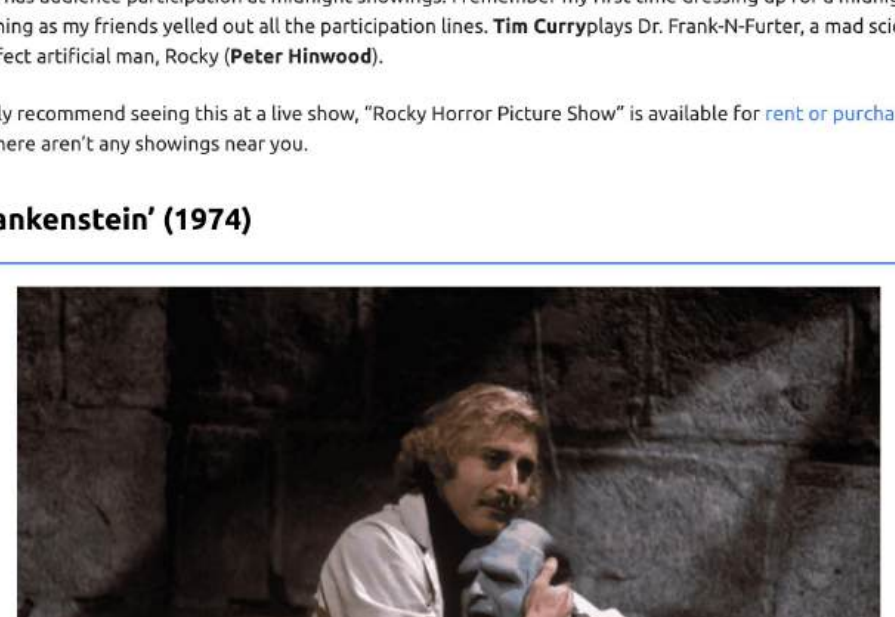 has audience participation at midnight showings. I remember my first time dressing up for a
ning as my friends yelled out all the participation lines. Tim Curryplays Dr. Frank-N-Furter, a mad
fect artificial man, Rocky (Peter Hinwood).
ly recommend seeing this at a live show, “Rocky Horror Picture Show” is available for rent or purcha
here aren’t any showings near you.
ankenstein’ (1974)